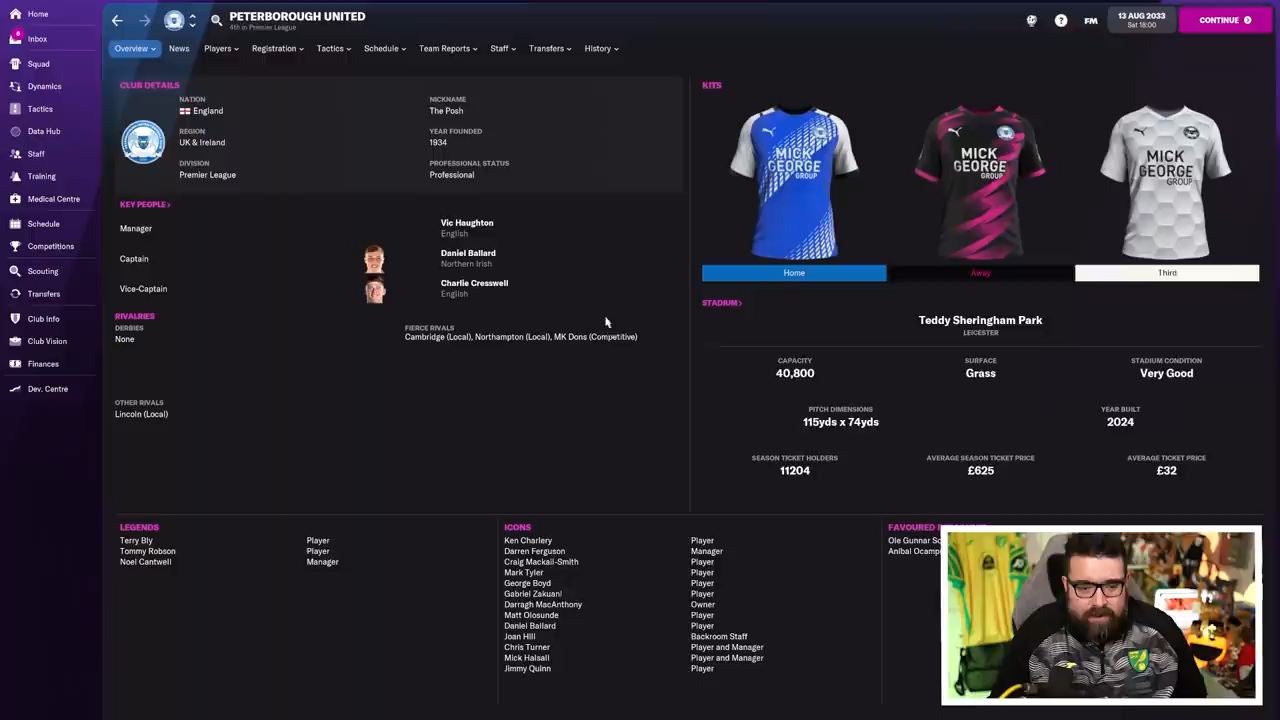 Home
Inbox
Squad
Dynamics
Tactics
Data Hub
Staff
Training
Medical Centre
Schedule
Competitions
Scouting
Transfers
Club Info
Club Vision
Finances
Dev. Centre
PETERBOROUGH UNITED
4th in Premier League
FM
13 AUG 2033
Sat 18:00
CONTINUE
Overview
News
Players
Registration
Tactics
Schedule
Team Reports
Staff
Transfers
History
CLUB DETAILS
NATION
England
REGION
UK & Ireland
DIVISION
Premier League
NICKNAME
The Posh
YEAR FOUNDED
1934
PROFESSIONAL STATUS
Professional
KEY PEOPLE >
Manager
Vic Haughton
English
Captain
Daniel Ballard
Northern Irish
Vice-Captain
Charlie Cresswell
English
RIVALRIES
DERBIES
None
FIERCE RIVALS
Cambridge (Local), Northampton (Local), MK Dons (Competitive)
OTHER RIVALS
Lincoln (Local)
KITS
MICK
GEORGE
GROUP
MICK
GEORGE
GROUP
MICK
GEORGE
GROUP
Home
Away
Third
STADIUM >
Teddy Sheringham Park
LEICESTER
CAPACITY
40,800
SURFACE
Grass
STADIUM CONDITION
Very Good
PITCH DIMENSIONS
115yds x 74yds
YEAR BUILT
2024
SEASON TICKET HOLDERS
11204
AVERAGE SEASON TICKET PRICE
£625
AVERAGE TICKET PRICE
£32
LEGENDS
Terry Bly Player
Tommy Robson Player
Noel Cantwell Manager
ICONS
Ken Charlery Player
Darren Ferguson Manager
Craig Mackail-Smith Player
Mark Tyler Player
George Boyd Player
Gabriel Zakuani Player
Darragh MacAnthony Owner
Matt Olosunde Player
Daniel Ballard Player
Joan Hill Backroom Staff
Chris Turner Player and Manager
Mick Halsall Player and Manager
Jimmy Quinn Player
FAVOURED
Ole Gunnar
Aníbal